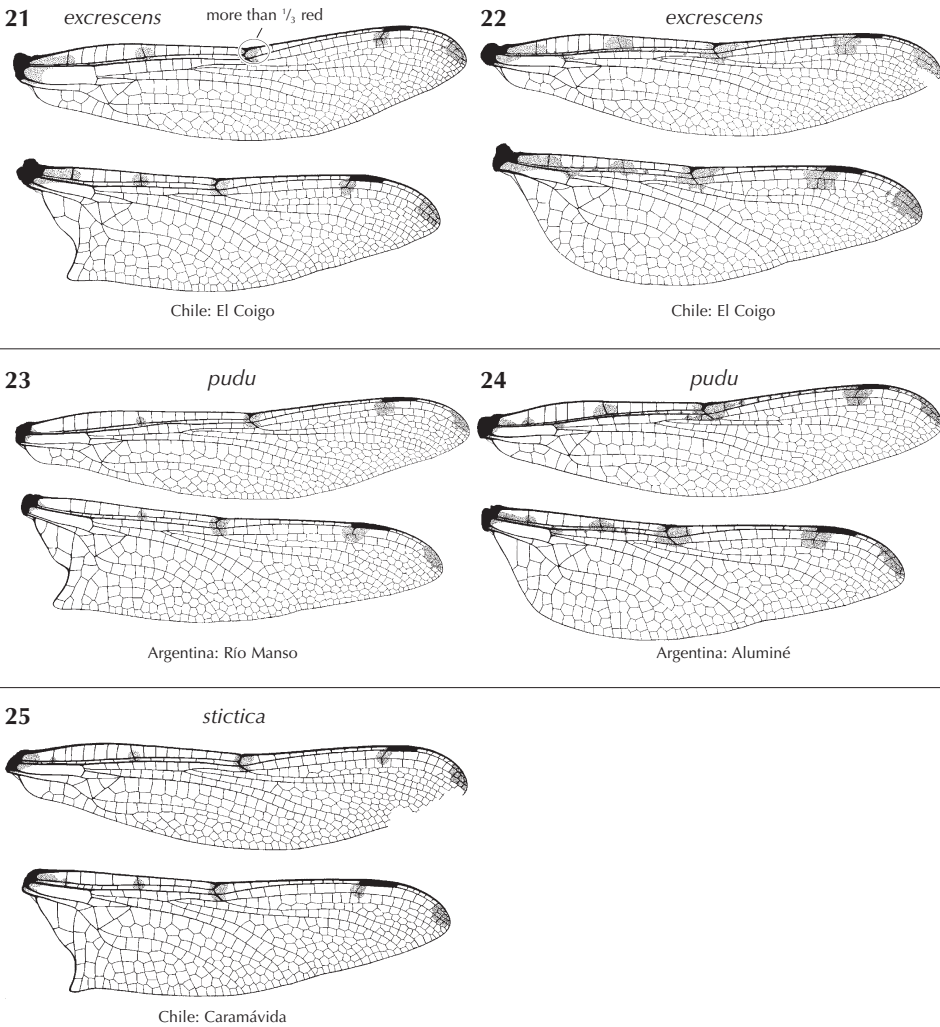 21 excrescens more than 1/3 red
22 excrescens
Chile: El Coigo
Chile: El Coigo
23 pudu
24 pudu
Argentina: Río Manso
Argentina: Aluminé
25 stictica
Chile: Caramávida